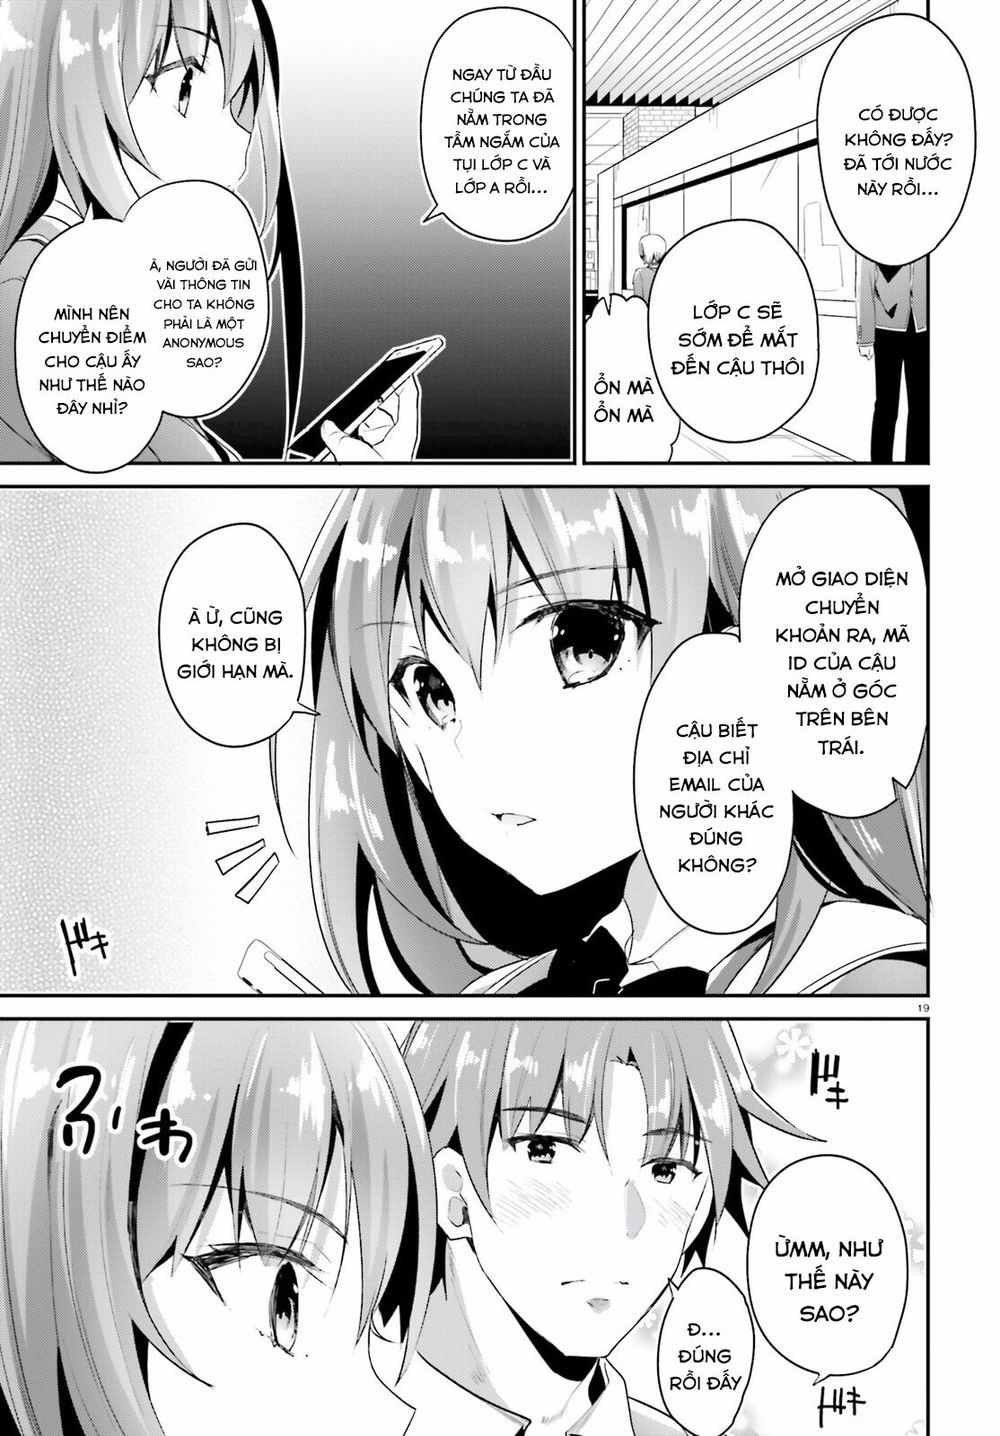 CÓ ĐƯỢC
KHÔNG ĐẤY?
ĐÃ TỚI NƯỚC
NÀY RỒI...
LỚP C SẼ
SỚM ĐỂ MẮT
ĐẾN CẬU THÔI
ỔN MÀ
ỔN MÀ
NGAY TỪ ĐẦU
CHÚNG TA ĐÃ
NẰM TRONG
TẦM NGẮM CỦA
TỤI LỚP C VÀ
LỚP A RỒI...
À, NGƯỜI ĐÃ GỬI
VÀI THÔNG TIN
CHO TA KHÔNG
PHẢI LÀ MỘT
ANONYMOUS
SAO?
MÌNH NÊN
CHUYỂN ĐIỂM
CHO CẬU ẤY
NHƯ THẾ NÀO
ĐÂY NHỈ?
MỞ GIAO DIỆN
CHUYỂN
KHOẢN RA, MÃ
ID CỦA CẬU
NẰM Ở GÓC
TRÊN BÊN
TRÁI.
CẬU BIẾT
ĐỊA CHỈ
EMAIL CỦA
NGƯỜI KHÁC
ĐÚNG
KHÔNG?
À Ừ, CŨNG
KHÔNG BỊ
GIỚI HẠN MÀ.
ドキ
19
ドキ
ふわ
ỪMM, NHƯ
THẾ NÀY
SAO?
Đ...
ĐÚNG
RỒI ĐẤY
ドキ